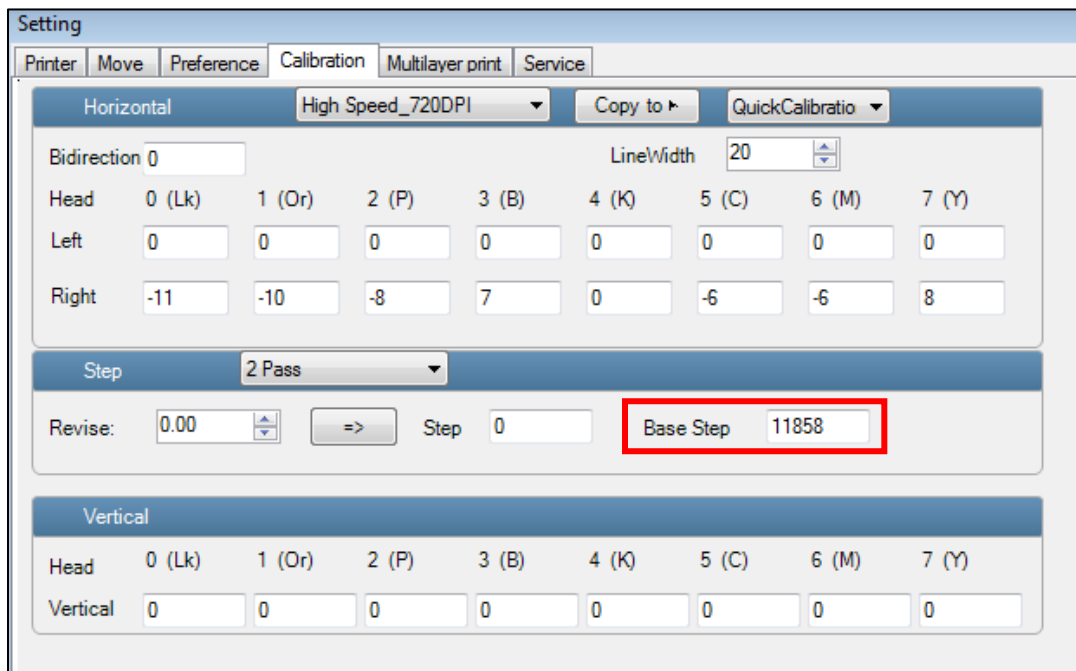 Setting
Printer Move Preference Calibration Multilayer print Service
Horizontal High Speed_720DPI Copy to QuickCalibratio
Bidirection 0 LineWidth 20
Head 0 (Lk) 1 (Or) 2 (P) 3 (B) 4 (K) 5 (C) 6 (M) 7 (Y)
Left 0 0 0 0 0 0 0 0
Right -11 -10 -8 7 0 -6 -6 8
Step 2 Pass
Revise: 0.00 => Step 0 Base Step 11858
Vertical
Head 0 (Lk) 1 (Or) 2 (P) 3 (B) 4 (K) 5 (C) 6 (M) 7 (Y)
Vertical 0 0 0 0 0 0 0 0